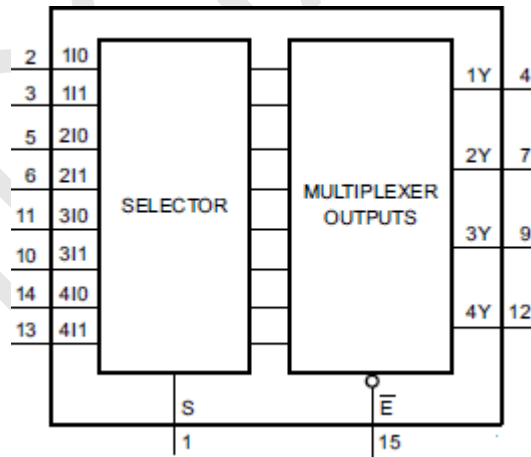 2 1I0
3 1I1
5 2I0
6 2I1
11 3I0
10 3I1
14 4I0
13 4I1
SELECTOR
MULTIPLEXER
OUTPUTS
1Y 4
2Y 7
3Y 9
4Y 12
S
1
E̅
15